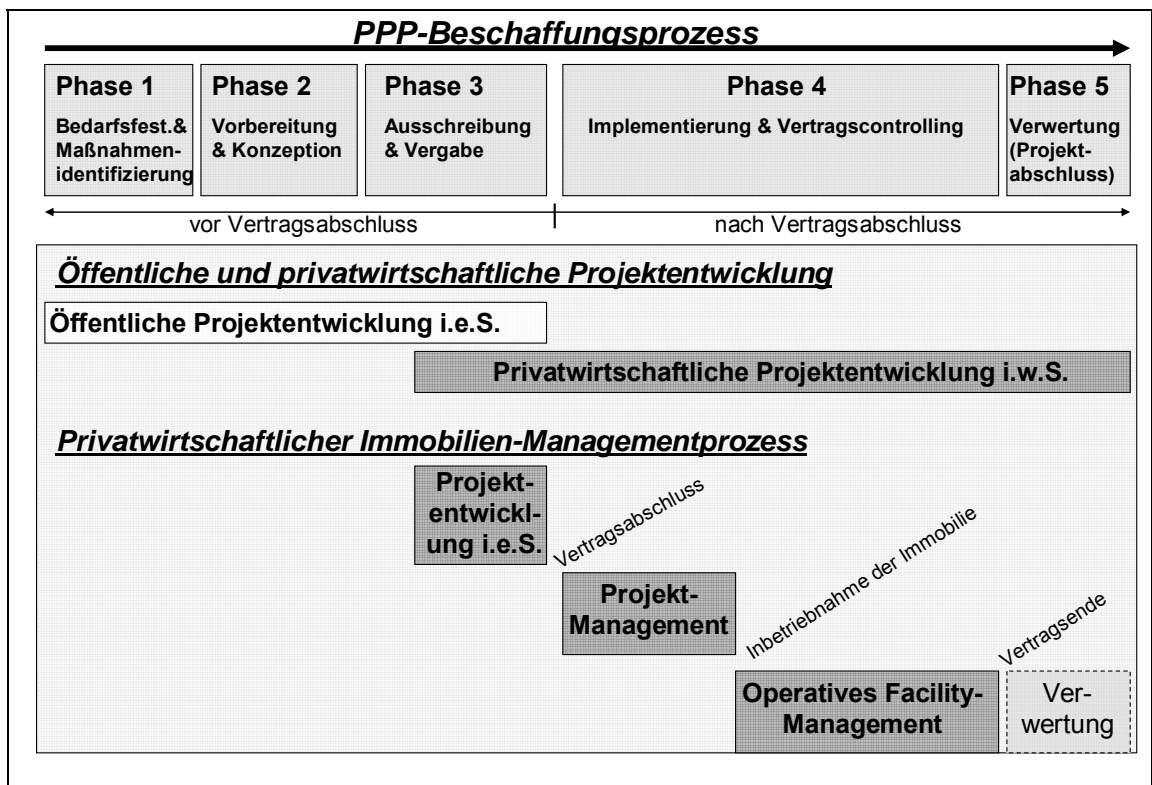 PPP-Beschaffungsprozess
Phase 1
Bedarfsfest.&
Maßnahmen-
identifizierung
Phase 2
Vorbereitung
& Konzeption
Phase 3
Ausschreibung
& Vergabe
Phase 4
Implementierung & Vertragscontrolling
Phase 5
Verwertung
(Projekt-
abschluss)
vor Vertragsabschluss
nach Vertragsabschluss
Öffentliche und privatwirtschaftliche Projektentwicklung
Öffentliche Projektentwicklung i.e.S.
Privatwirtschaftliche Projektentwicklung i.w.S.
Privatwirtschaftlicher Immobilien-Managementprozess
Projekt-
entwickl-
ung i.e.S.
Vertragsabschluss
Projekt-
Management
Inbetriebnahme der Immobilie
Operatives Facility-
Management
Vertragsende
Ver-
wertung